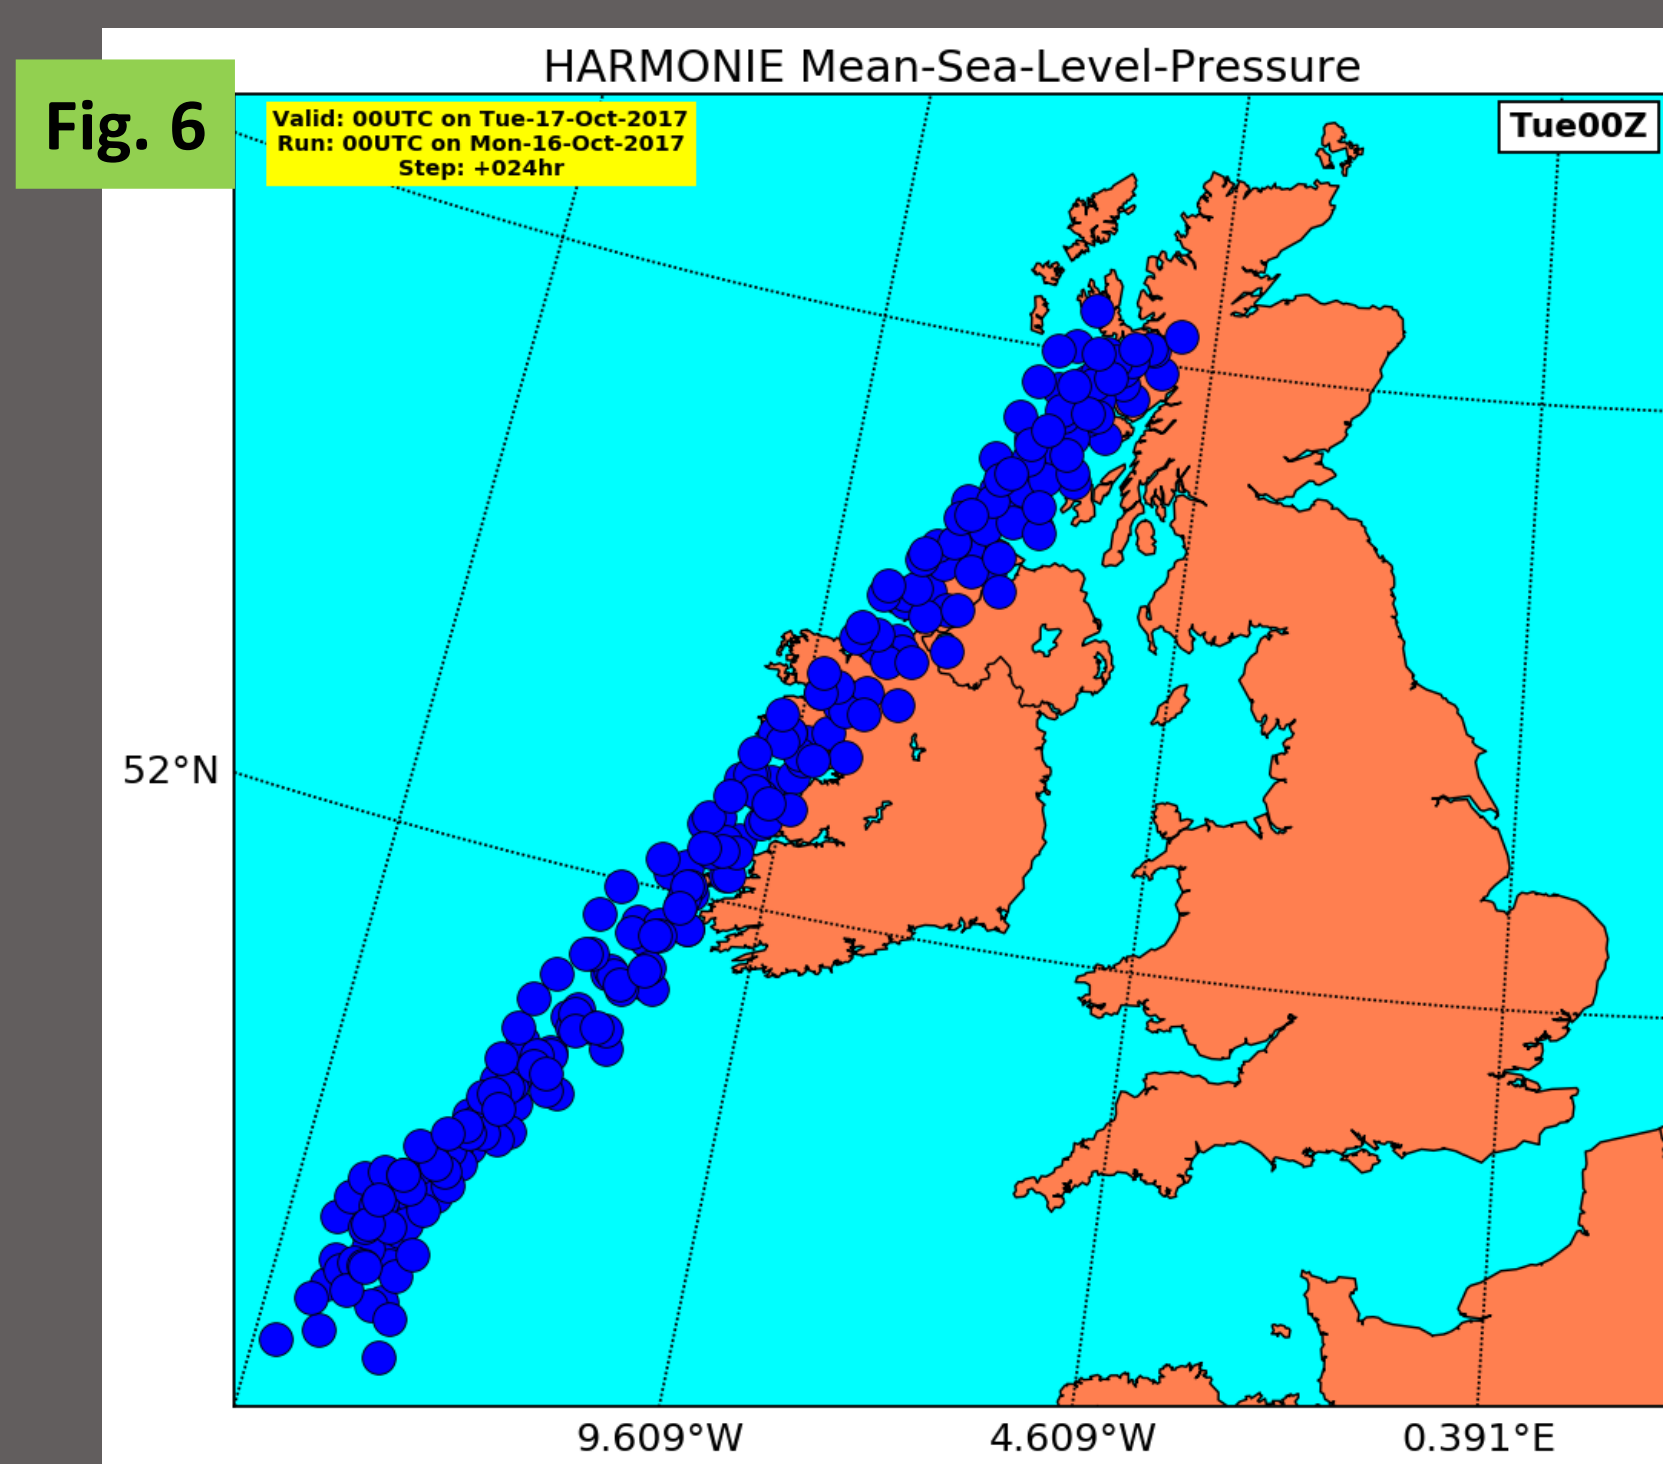 HARMONIE Mean-Sea-Level-Pressure
Fig. 6
Valid: 00UTC on Tue-17-Oct-2017
Run: 00UTC on Mon-16-Oct-2017
Step: +024hr
Tue00Z
52°N
9.609°W
4.609°W
0.391°E